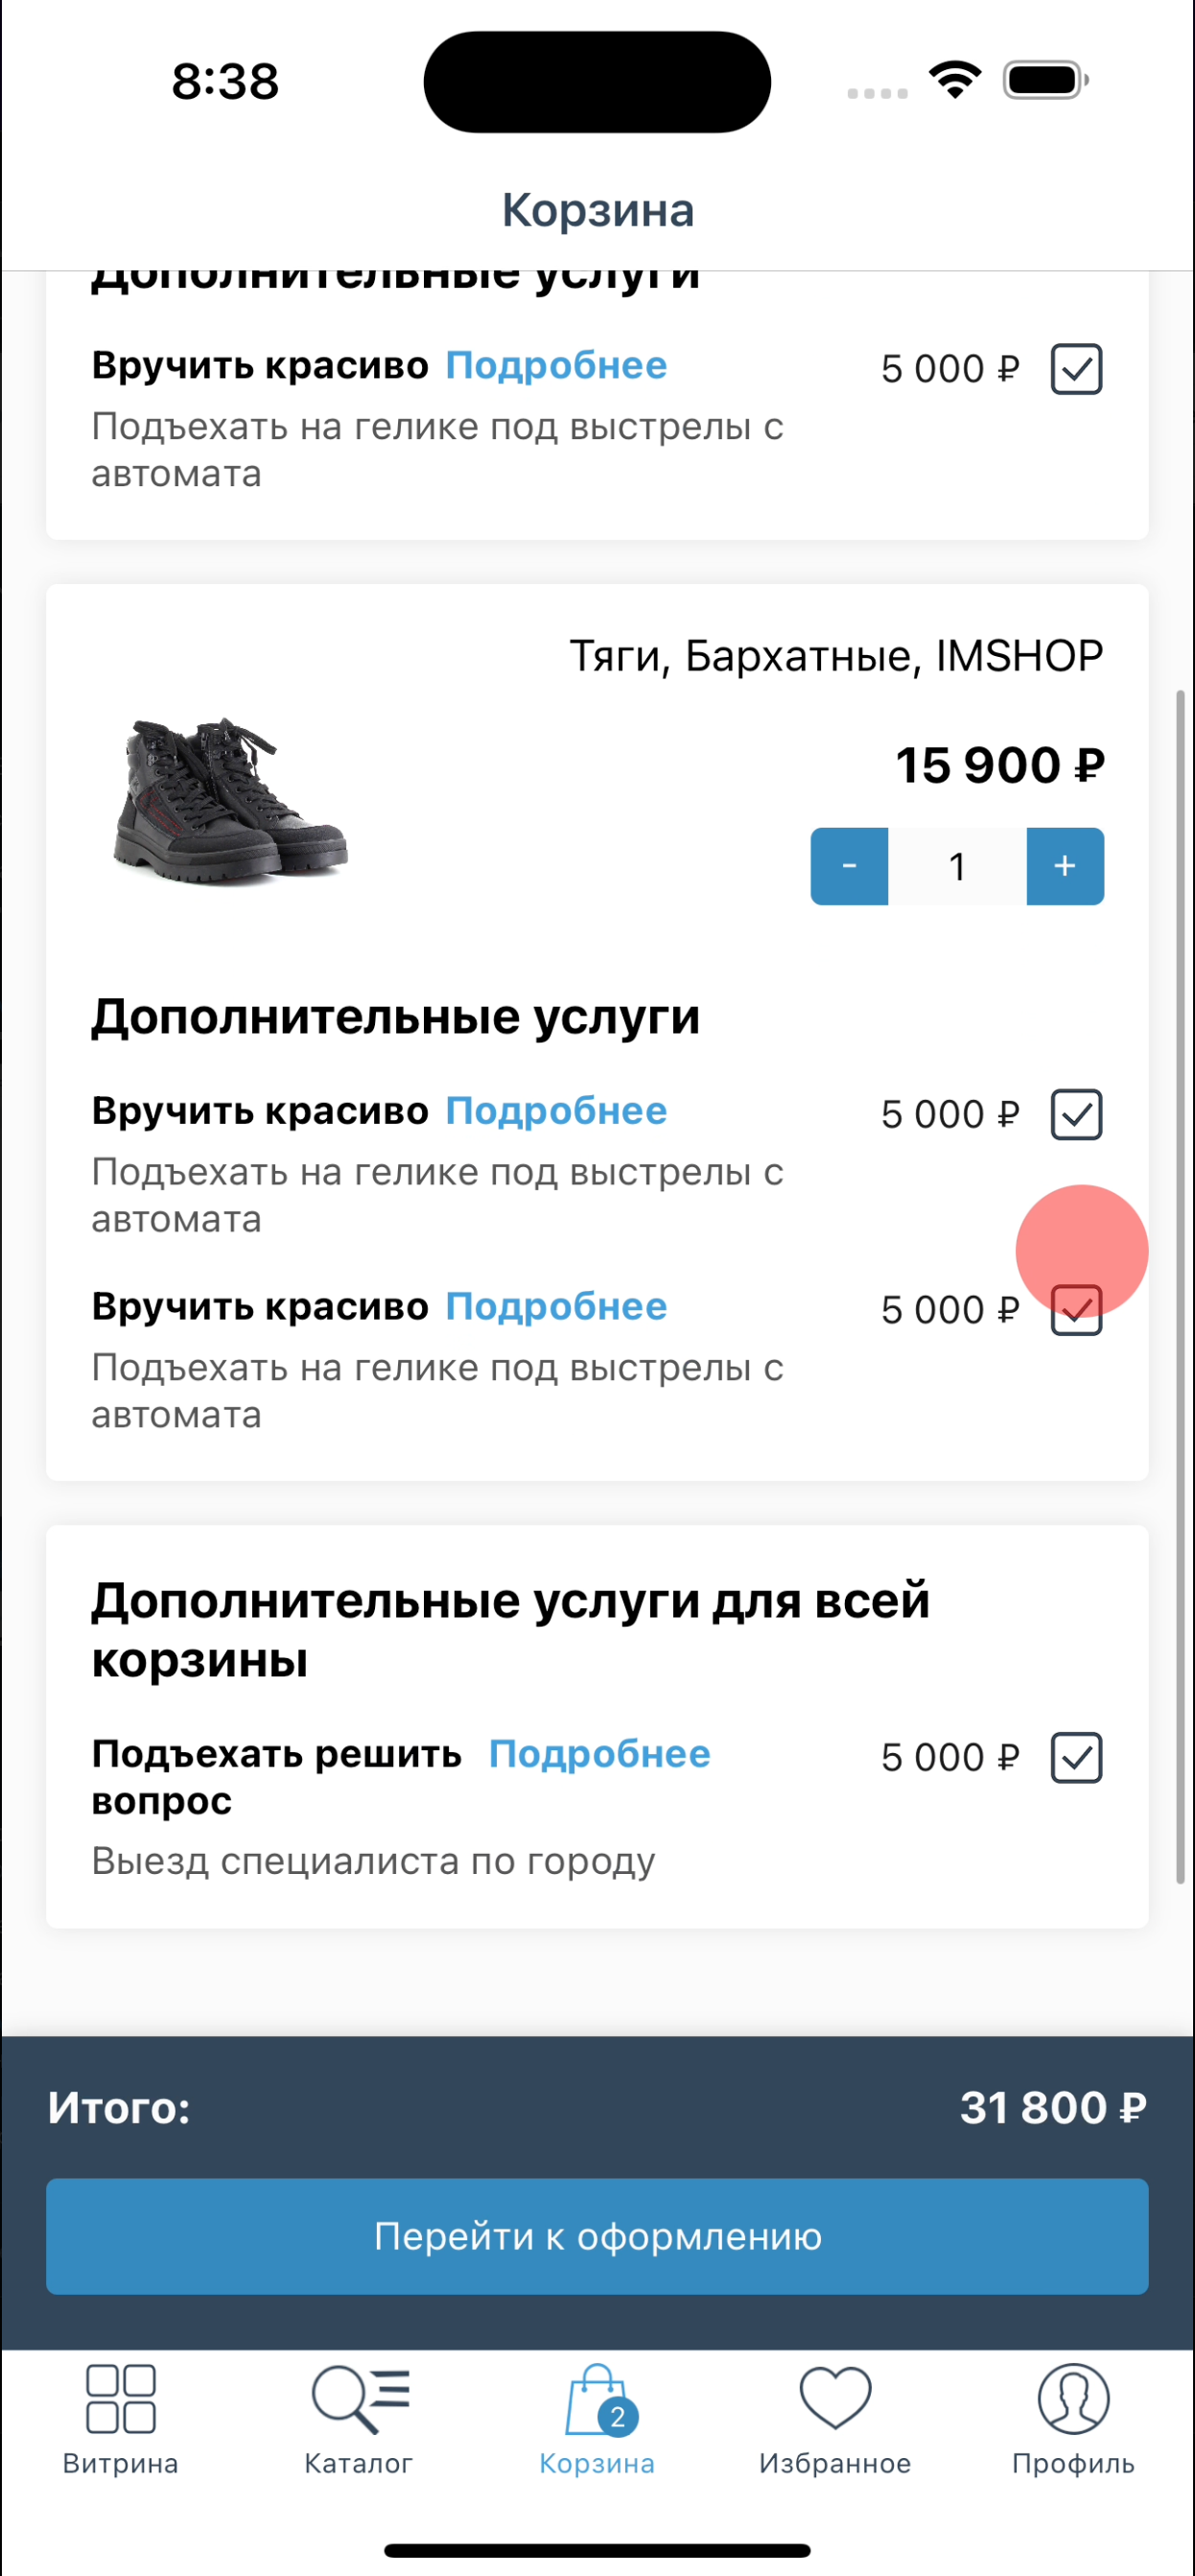 8:38
Корзина
Дополнительные услуги
Вручить красиво Подробнее 5 000 ₽
Подъехать на гелике под выстрелы с
автомата
Тяги, Бархатные, IMSHOP
15 900 ₽
- 1 +
Дополнительные услуги
Вручить красиво Подробнее 5 000 ₽
Подъехать на гелике под выстрелы с
автомата
Вручить красиво Подробнее 5 000 ₽
Подъехать на гелике под выстрелы с
автомата
Дополнительные услуги для всей
корзины
Подъехать решить Подробнее 5 000 ₽
вопрос
Выезд специалиста по городу
Итого: 31 800 ₽
Перейти к оформлению
2
Витрина Каталог Корзина Избранное Профиль